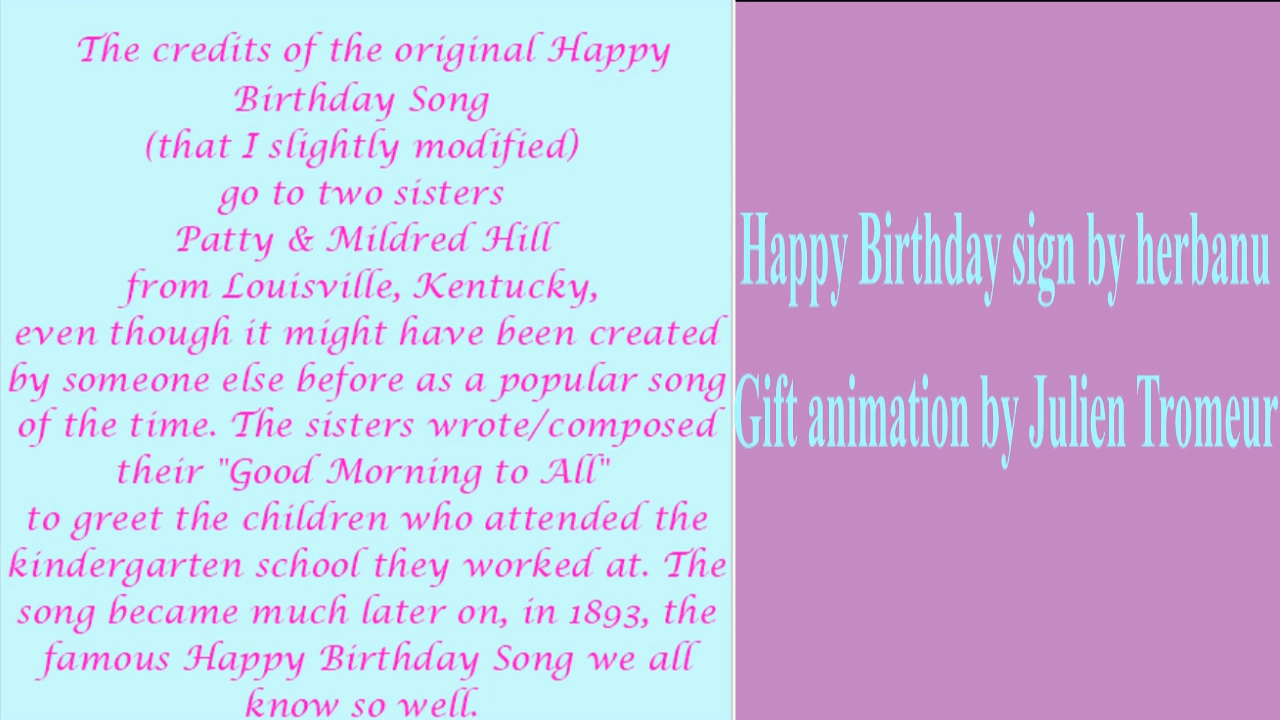 The credits of the original Happy
Birthday Song
(that I slightly modified)
go to two sisters
Patty & Mildred Hill
from Louisville, Kentucky,
even though it might have been created
by someone else before as a popular song
of the time. The sisters wrote/composed
their "Good Morning to All"
to greet the children who attended the
kindergarten school they worked at. The
song became much later on, in 1893, the
famous Happy Birthday Song we all
know so well.
Happy Birthday sign by herbanu
Gift animation by Julien Tromeur